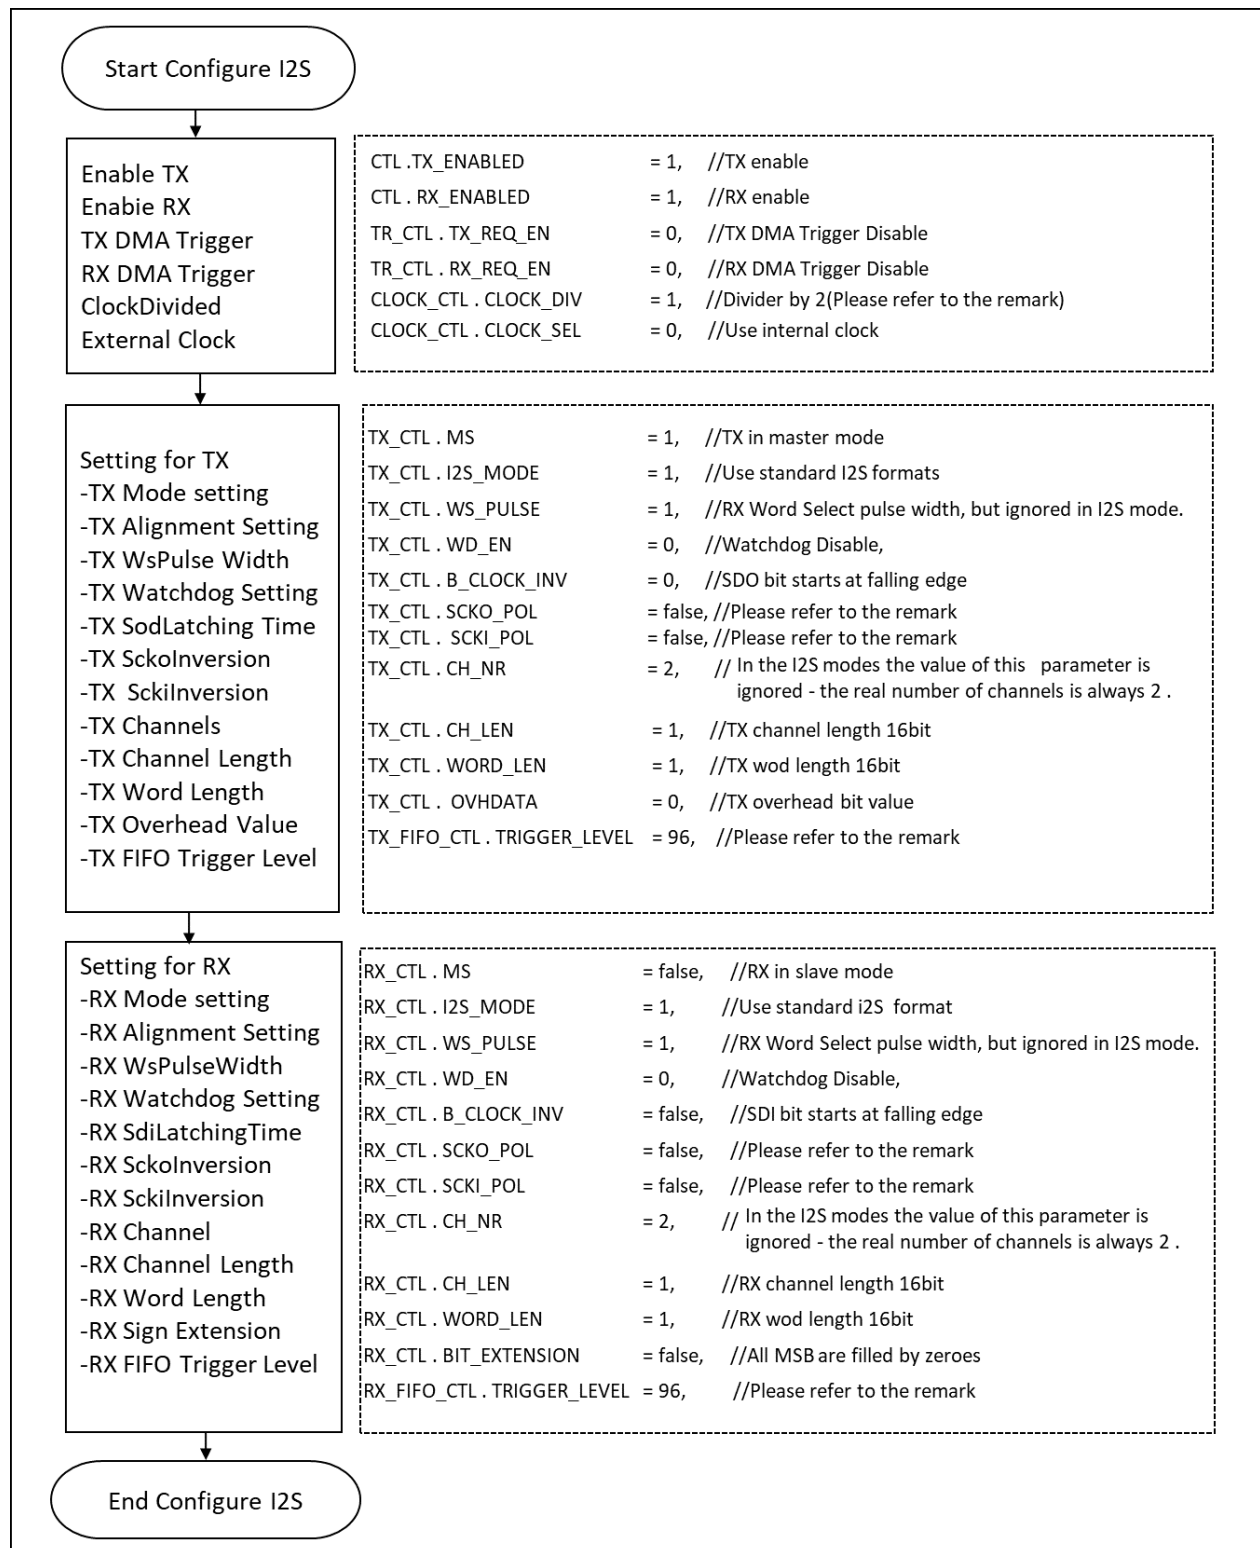 Start Configure I2S
Enable TX
Enabie RX
TX DMA Trigger
RX DMA Trigger
ClockDivided
External Clock
CTL .TX_ENABLED = 1, //TX enable
CTL . RX_ENABLED = 1, //RX enable
TR_CTL . TX_REQ_EN = 0, //TX DMA Trigger Disable
TR_CTL . RX_REQ_EN = 0, //RX DMA Trigger Disable
CLOCK_CTL . CLOCK_DIV = 1, //Divider by 2(Please refer to the remark)
CLOCK_CTL . CLOCK_SEL = 0, //Use internal clock
Setting for TX
-TX Mode setting
-TX Alignment Setting
-TX WsPulse Width
-TX Watchdog Setting
-TX SodLatching Time
-TX SckoInversion
-TX SckiInversion
-TX Channels
-TX Channel Length
-TX Word Length
-TX Overhead Value
-TX FIFO Trigger Level
TX_CTL . MS = 1, //TX in master mode
TX_CTL . I2S_MODE = 1, //Use standard I2S formats
TX_CTL . WS_PULSE = 1, //RX Word Select pulse width, but ignored in I2S mode.
TX_CTL . WD_EN = 0, //Watchdog Disable,
TX_CTL . B_CLOCK_INV = 0, //SDO bit starts at falling edge
TX_CTL . SCKO_POL = false, //Please refer to the remark
TX_CTL . SCKI_POL = false, //Please refer to the remark
TX_CTL . CH_NR = 2, // In the I2S modes the value of this parameter is
ignored - the real number of channels is always 2 .
TX_CTL . CH_LEN = 1, //TX channel length 16bit
TX_CTL . WORD_LEN = 1, //TX wod length 16bit
TX_CTL . OVHDATA = 0, //TX overhead bit value
TX_FIFO_CTL . TRIGGER_LEVEL = 96, //Please refer to the remark
Setting for RX
-RX Mode setting
-RX Alignment Setting
-RX WsPulseWidth
-RX Watchdog Setting
-RX SdiLatchingTime
-RX SckoInversion
-RX SckiInversion
-RX Channel
-RX Channel Length
-RX Word Length
-RX Sign Extension
-RX FIFO Trigger Level
RX_CTL . MS = false, //RX in slave mode
RX_CTL . I2S_MODE = 1, //Use standard i2S format
RX_CTL . WS_PULSE = 1, //RX Word Select pulse width, but ignored in I2S mode.
RX_CTL . WD_EN = 0, //Watchdog Disable,
RX_CTL . B_CLOCK_INV = false, //SDI bit starts at falling edge
RX_CTL . SCKO_POL = false, //Please refer to the remark
RX_CTL . SCKI_POL = false, //Please refer to the remark
RX_CTL . CH_NR = 2, // In the I2S modes the value of this parameter is
ignored - the real number of channels is always 2 .
RX_CTL . CH_LEN = 1, //RX channel length 16bit
RX_CTL . WORD_LEN = 1, //RX wod length 16bit
RX_CTL . BIT_EXTENSION = false, //All MSB are filled by zeroes
RX_FIFO_CTL . TRIGGER_LEVEL = 96, //Please refer to the remark
End Configure I2S